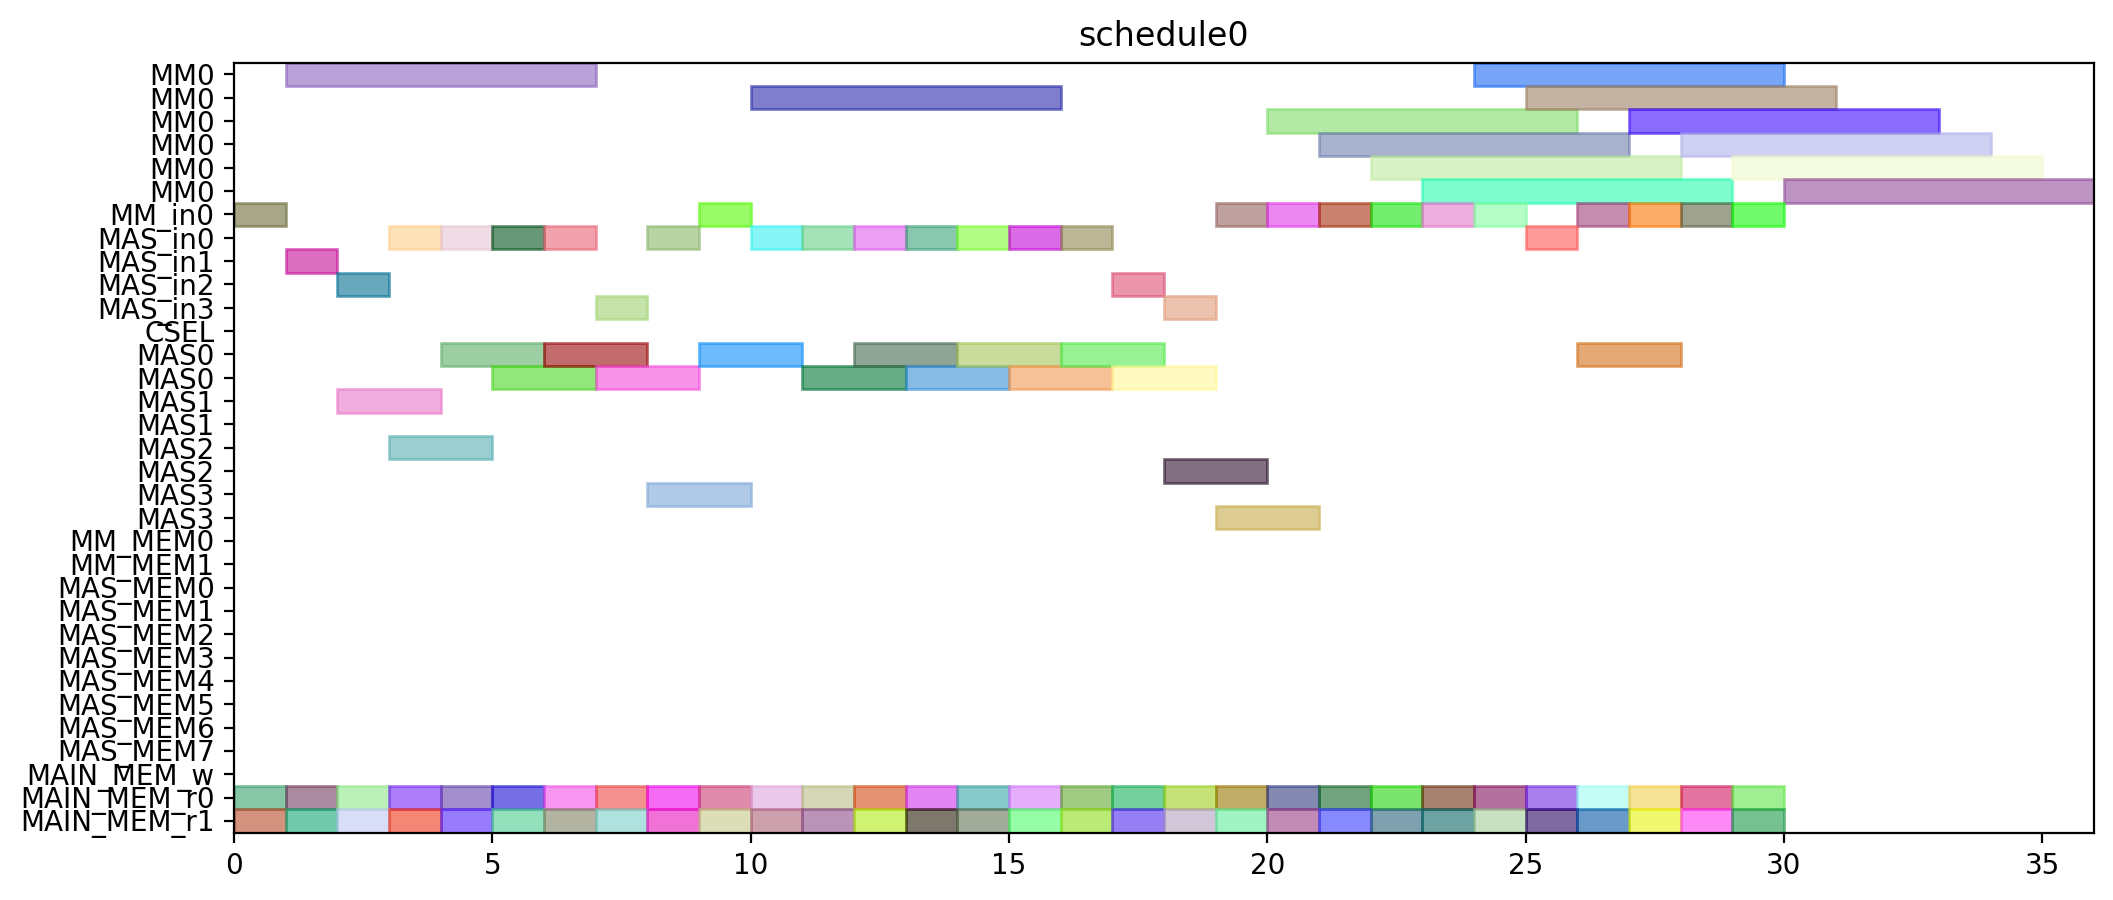 schedule0
MM0
MM0
MM0
MM0
MM0
MM0
MM_in0
MAS_in0
MAS_in1
MAS_in2
MAS_in3
CSEL
MAS0
MAS0
MAS1
MAS1
MAS2
MAS2
MAS3
MAS3
MM_MEM0
MM_MEM1
MAS_MEM0
MAS_MEM1
MAS_MEM2
MAS_MEM3
MAS_MEM4
MAS_MEM5
MAS_MEM6
MAS_MEM7
MAIN_MEM_w
MAIN_MEM_r0
MAIN_MEM_r1
0 5 10 15 20 25 30 35